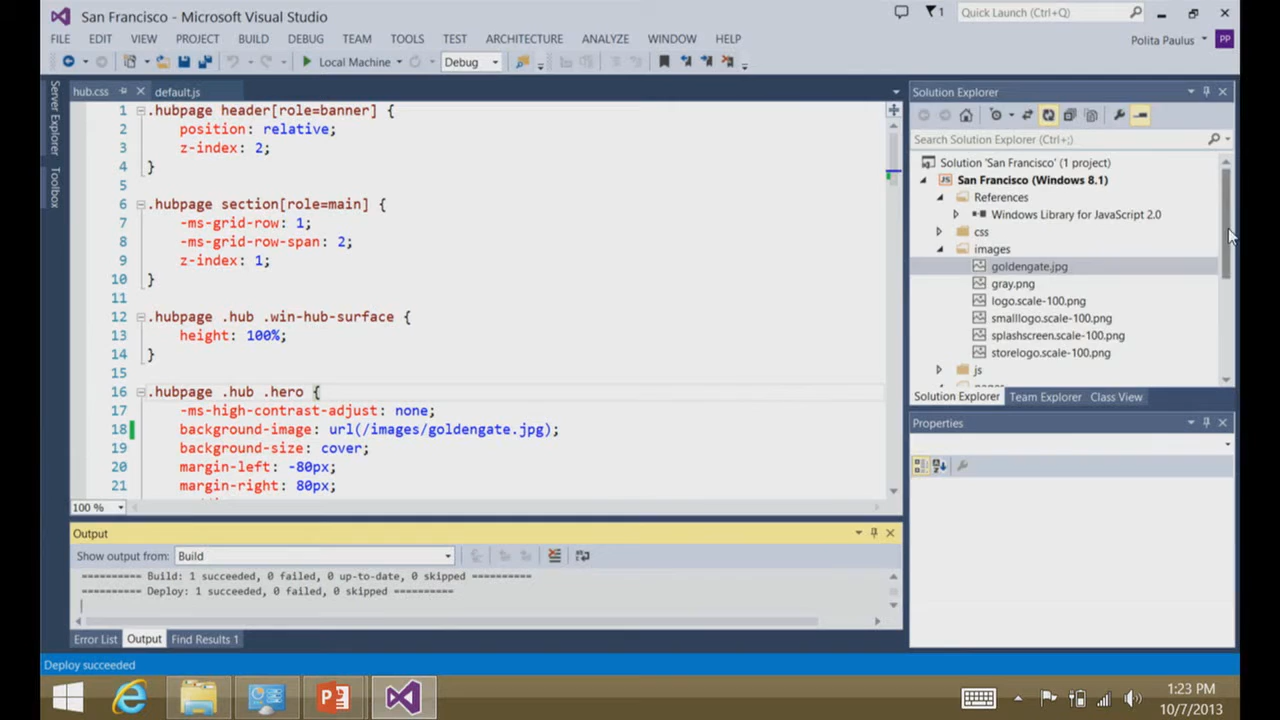 San Francisco - Microsoft Visual Studio
1
Quick Launch (Ctrl+Q)
FILE EDIT VIEW PROJECT BUILD DEBUG TEAM TOOLS TEST ARCHITECTURE ANALYZE WINDOW HELP
Polita Paulus PP
Local Machine Debug
Server Explorer
Toolbox
hub.css default.js
1 .hubpage header[role=banner] {
2 position: relative;
3 z-index: 2;
4 }
5
6 .hubpage section[role=main] {
7 -ms-grid-row: 1;
8 -ms-grid-row-span: 2;
9 z-index: 1;
10 }
11
12 .hubpage .hub .win-hub-surface {
13 height: 100%;
14 }
15
16 .hubpage .hub .hero {
17 -ms-high-contrast-adjust: none;
18 background-image: url(/images/goldengate.jpg);
19 background-size: cover;
20 margin-left: -80px;
21 margin-right: 80px;
100 %
Solution Explorer
Search Solution Explorer (Ctrl+;)
Solution 'San Francisco' (1 project)
JS San Francisco (Windows 8.1)
References
Windows Library for JavaScript 2.0
css
images
goldengate.jpg
gray.png
logo.scale-100.png
smalllogo.scale-100.png
splashscreen.scale-100.png
storelogo.scale-100.png
js
Solution Explorer Team Explorer Class View
Properties
Output
Show output from: Build
========== Build: 1 succeeded, 0 failed, 0 up-to-date, 0 skipped ==========
========== Deploy: 1 succeeded, 0 failed, 0 skipped ==========
Error List Output Find Results 1
Deploy succeeded
1:23 PM
10/7/2013